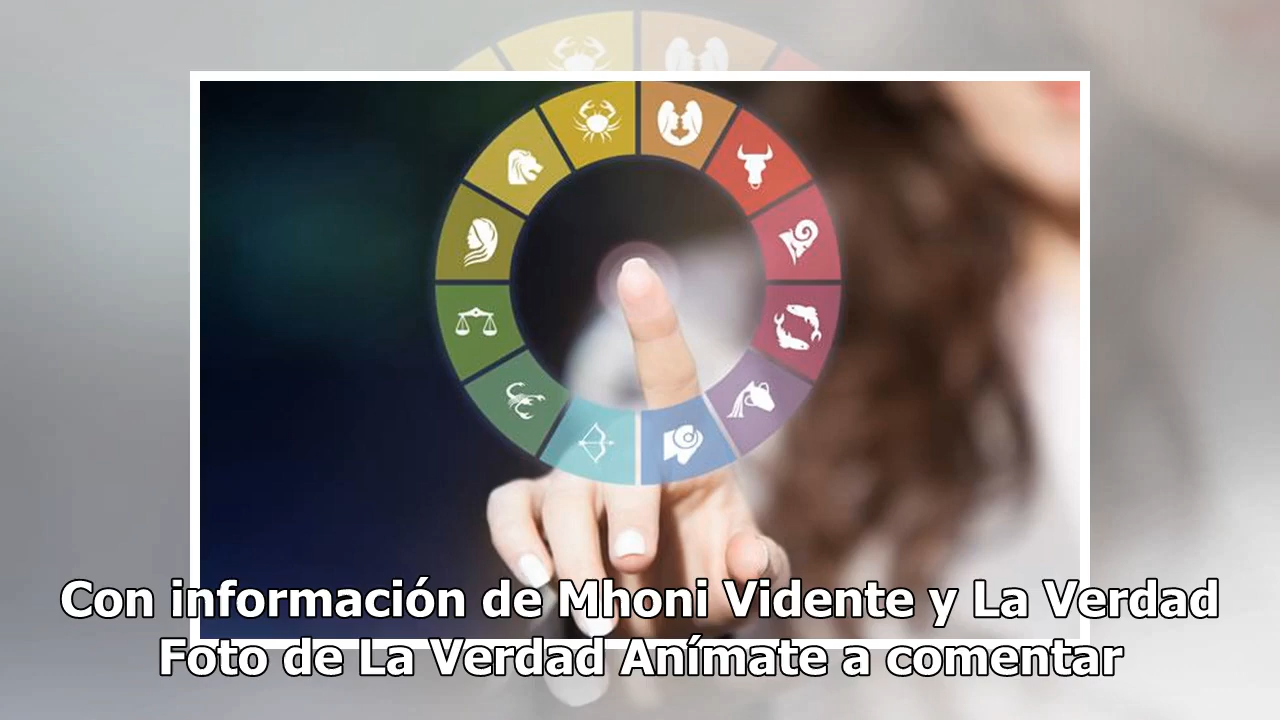 Con información de Mhoni Vidente y La Verdad
Foto de La Verdad Anímate a comentar